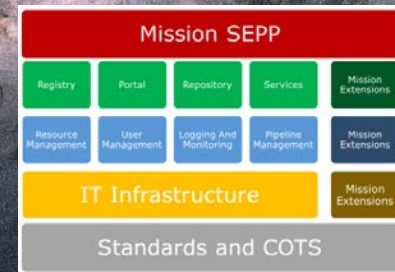 Mission SEPP
Registry
Portal
Repository
Services
Mission
Extensions
Resource
Management
User
Management
Logging And
Monitoring
Pipeline
Management
Mission
Extensions
IT Infrastructure
Mission
Extensions
Standards and COTS